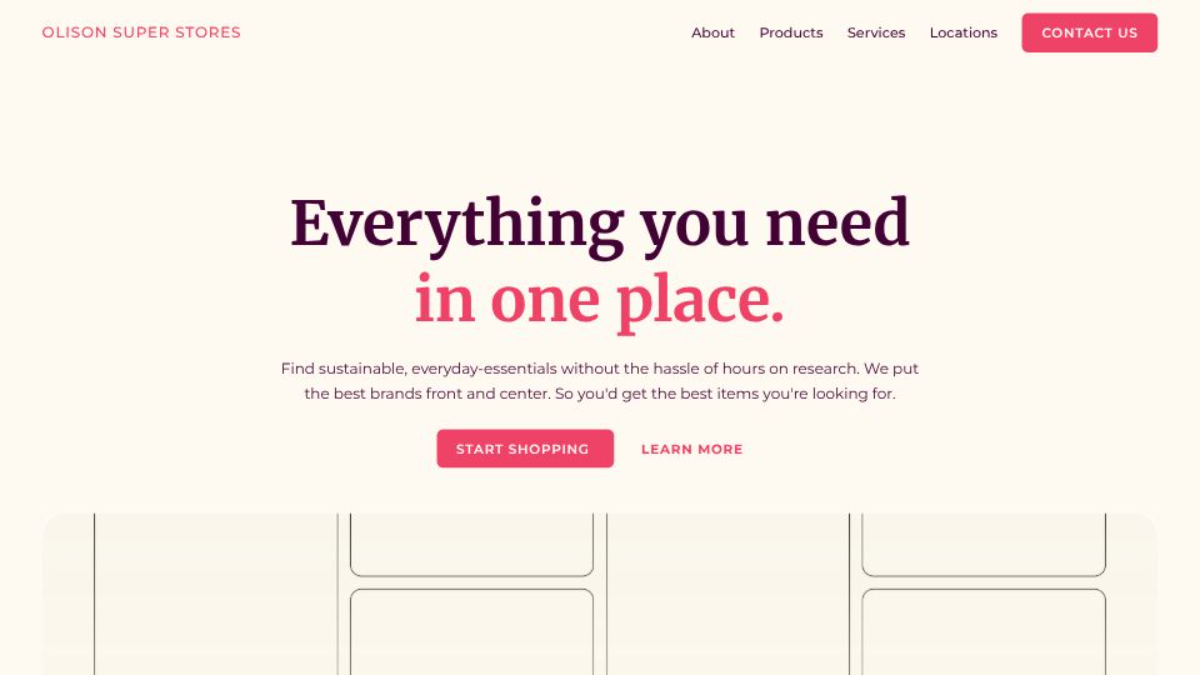 OLISON SUPER STORES
About Products Services Locations CONTACT US
Everything you need
in one place.
Find sustainable, everyday-essentials without the hassle of hours on research. We put
the best brands front and center. So you'd get the best items you're looking for.
START SHOPPING LEARN MORE